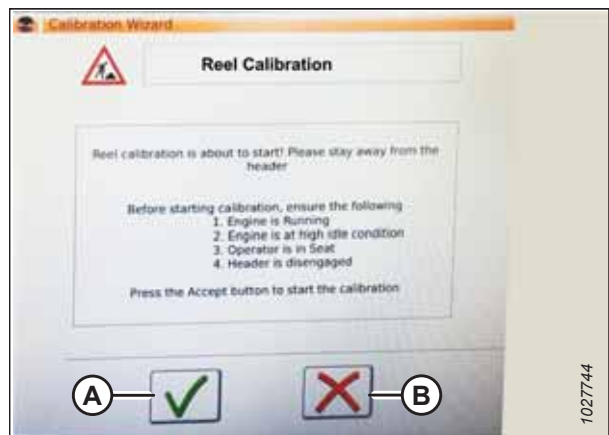 Calibration Wizard
Reel Calibration
Reel calibration is about to start! Please stay away from the
header
Before starting calibration, ensure the following
1. Engine is Running
2. Engine is at high idle condition
3. Operator is in Seat
4. Header is disengaged
Press the Accept button to start the calibration
A
B
1027744